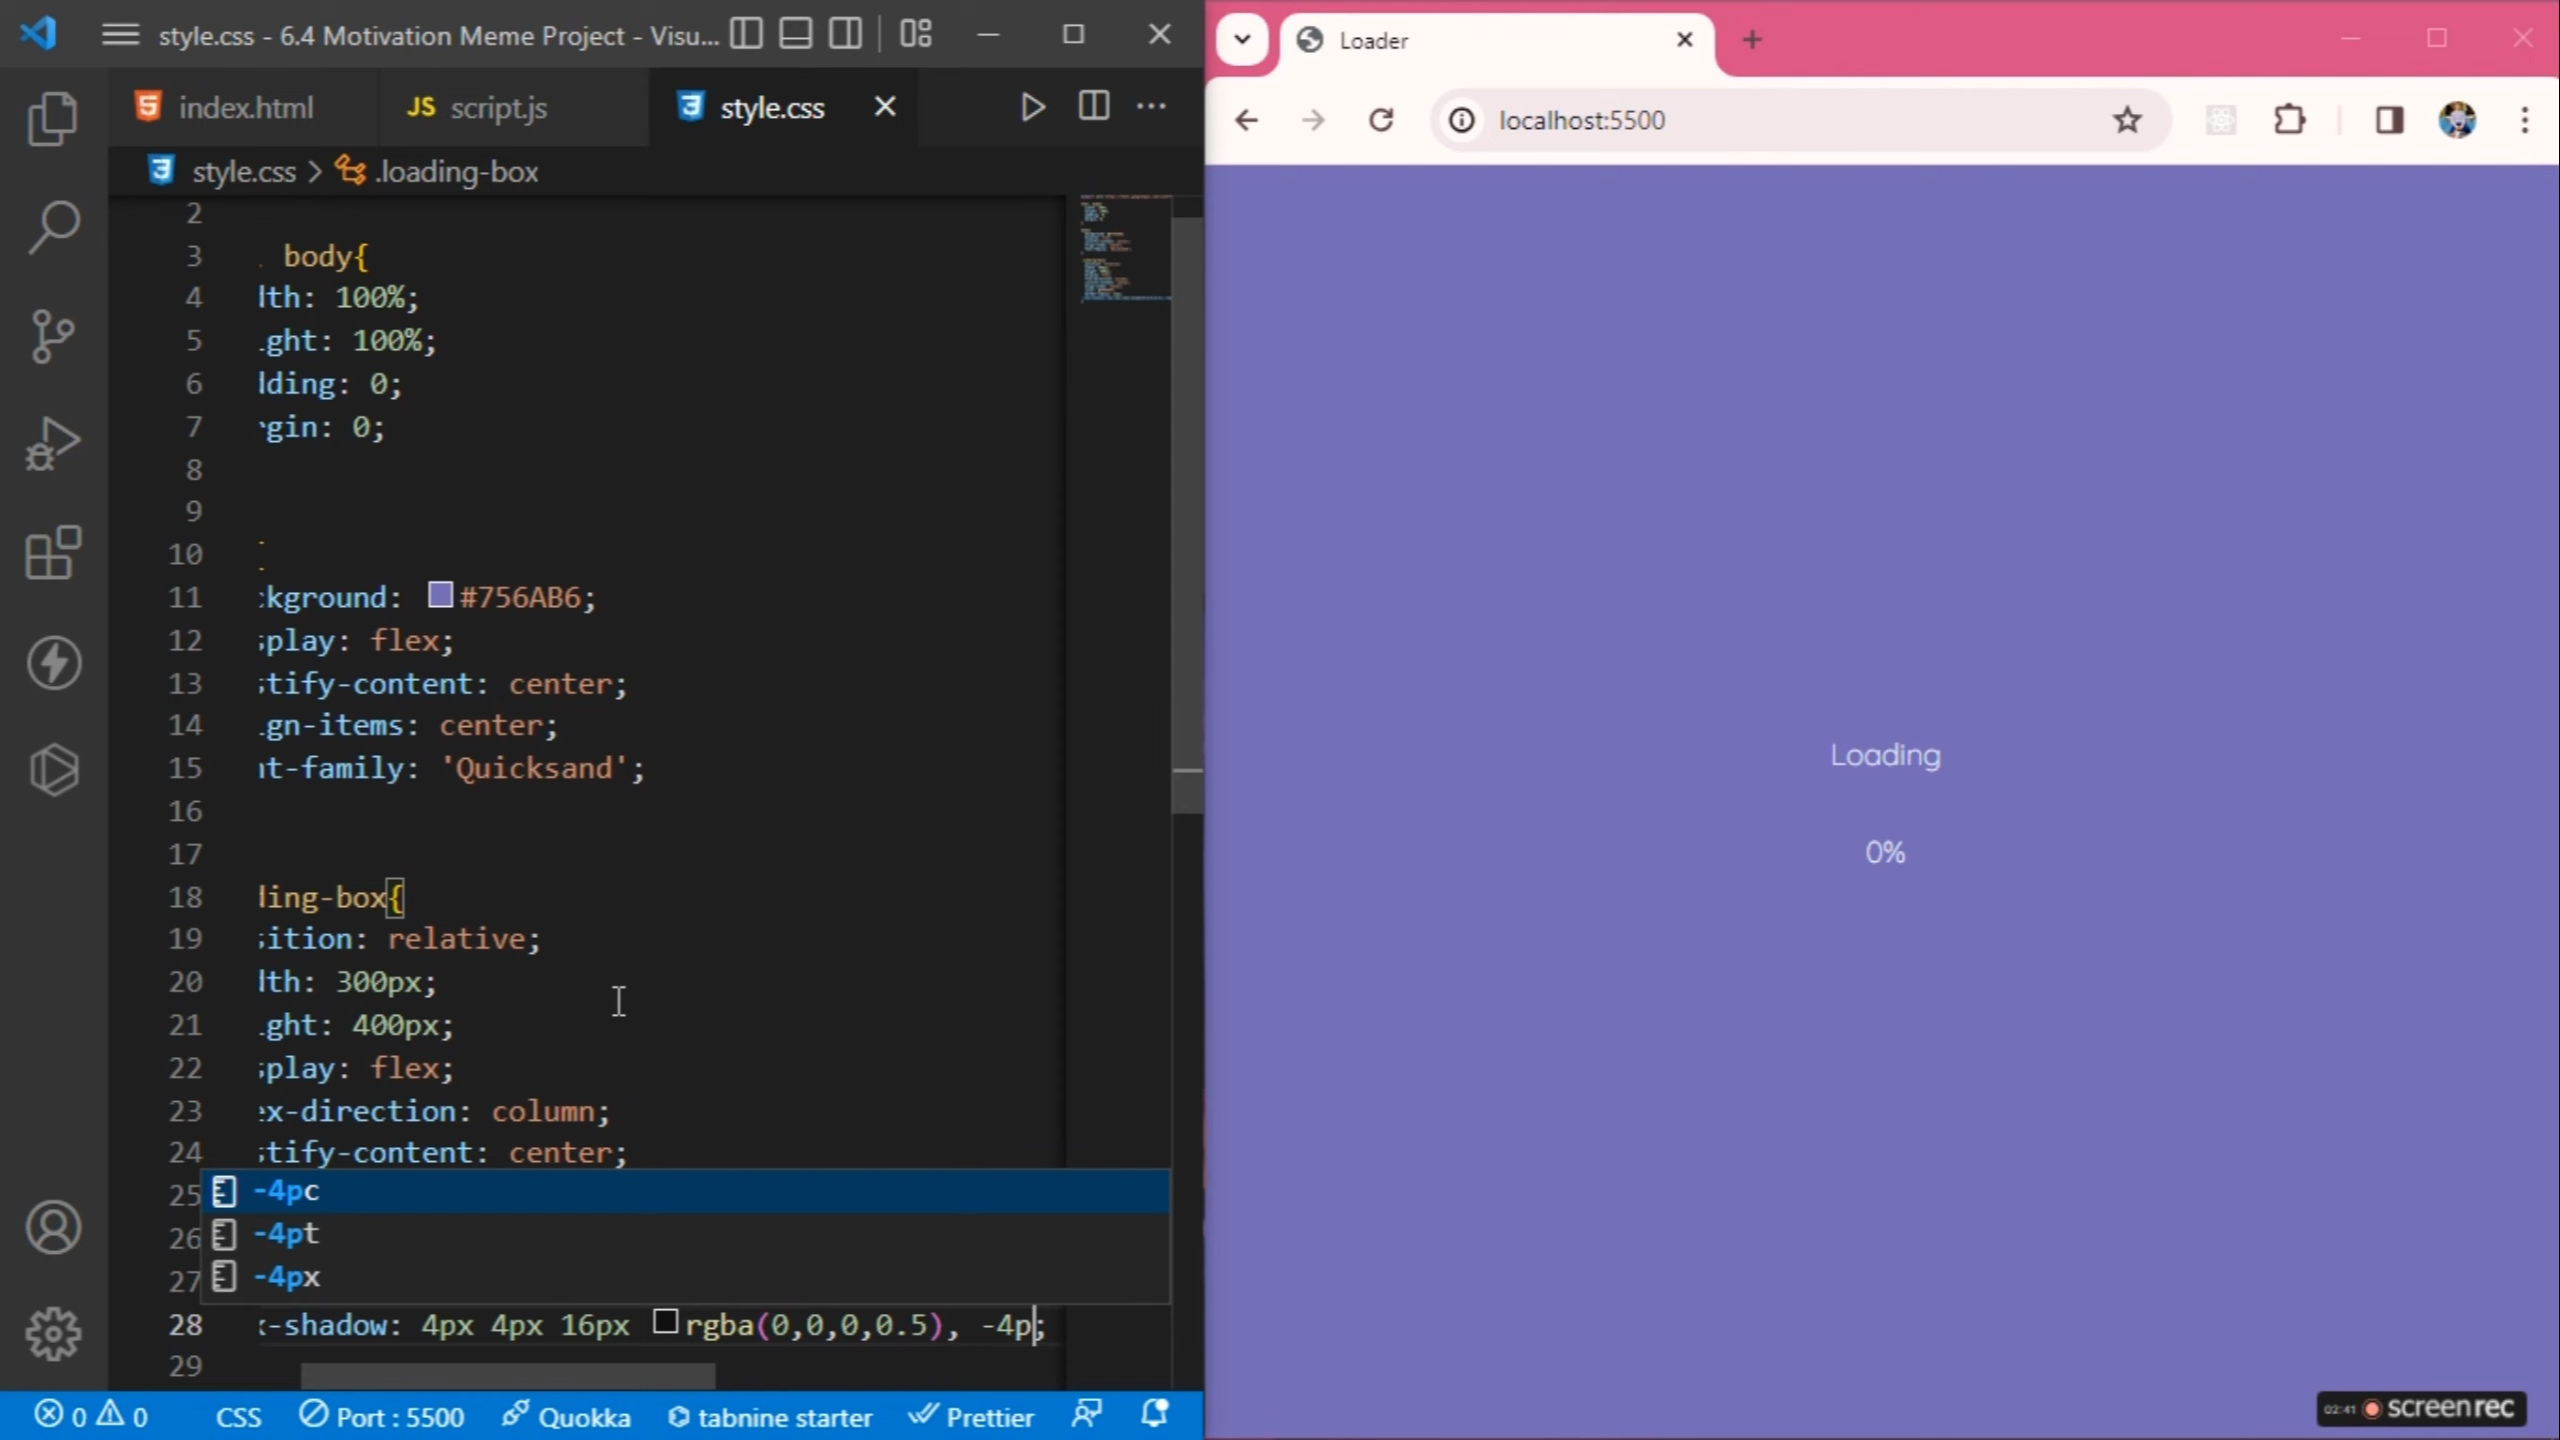 style.css - 6.4 Motivation Meme Project - Visu...
index.html
JS script.js
style.css
style.css > .loading-box
2
3 body{
4 lth: 100%;
5 .ght: 100%;
6 lding: 0;
7 gin: 0;
8
9
10
11 kground: #756AB6;
12 play: flex;
13 tify-content: center;
14 .gn-items: center;
15 t-family: 'Quicksand';
16
17
18 ling-box{
19 ition: relative;
20 lth: 300px;
21 .ght: 400px;
22 play: flex;
23 x-direction: column;
24 tify-content: center;
25 -4pc
26 -4pt
27 -4px
28 -shadow: 4px 4px 16px rgba(0,0,0,0.5), -4p;
29
0 0 CSS Port : 5500 Quokka tabnine starter Prettier
Loader
localhost:5500
Loading
0%
02:41 screenrec